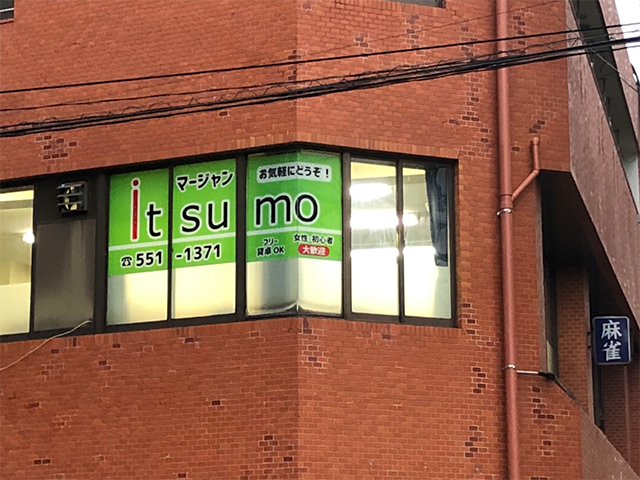 マージャン
itsumo
☎551-1371
お気軽にどうぞ！
フリー
貸卓OK
女性・初心者
大歓迎
麻雀